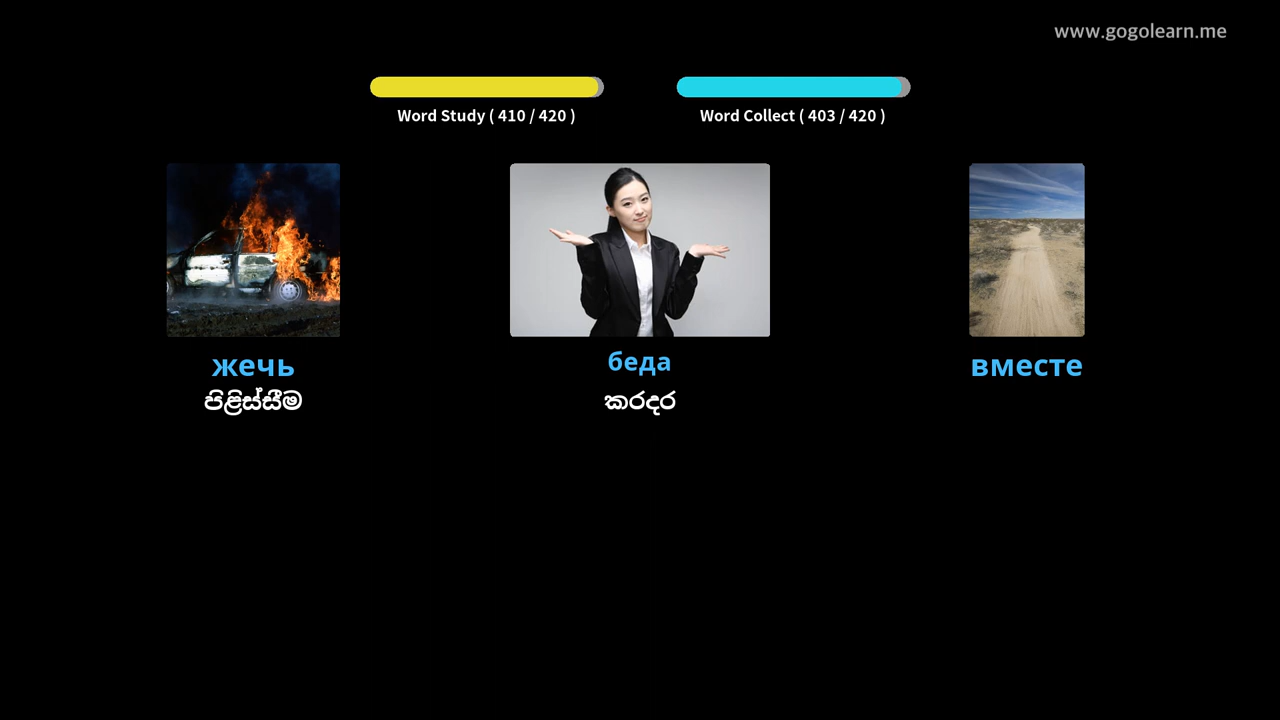 www.gogolearn.me
Word Study ( 410 / 420 )
Word Collect ( 403 / 420 )
жечь
беда
вместе
පිළිස්සීම
කරදර